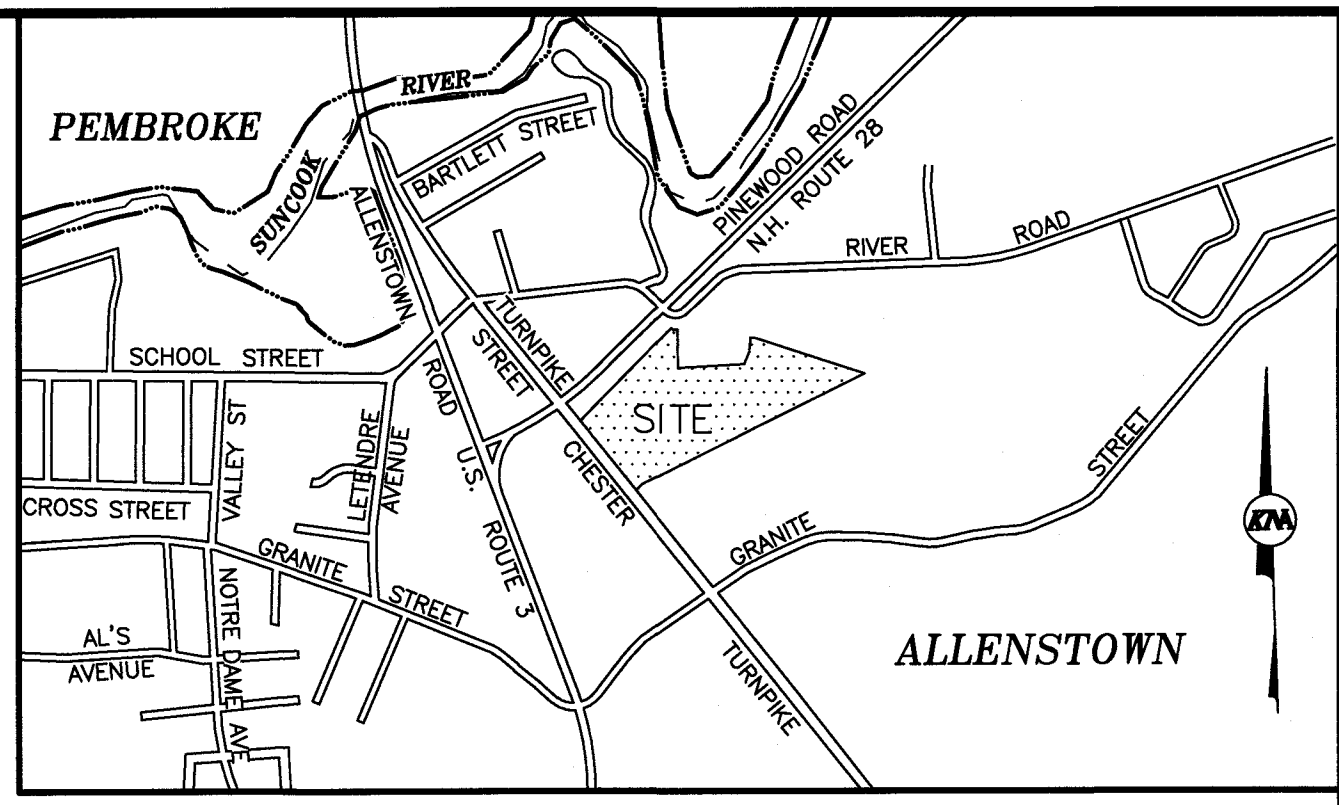 PEMBROKE
RIVER
SUNCOOK
BARTLETT STREET
PINEWOOD ROAD
N.H. ROUTE 28
ALLENSTOWN
ROAD
RIVER
ROAD
TURNPIKE
STREET
SCHOOL STREET
SITE
VALLEY ST
LETENDRE
AVENUE
U.S.
ROUTE 3
CHESTER
TURNPIKE
STREET
GRANITE
CROSS STREET
GRANITE
STREET
KNA
AL'S
AVENUE
NOTRE DAME AVE
ALLENSTOWN